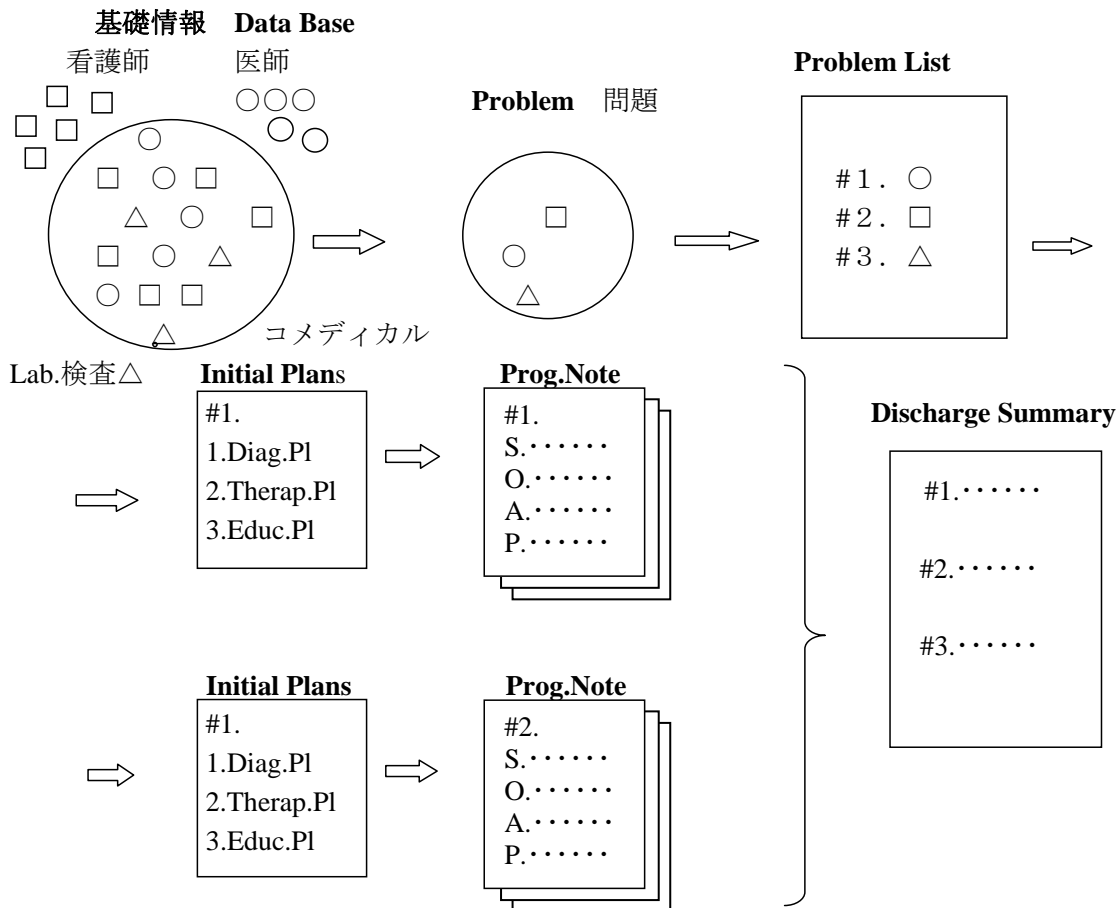 基礎情報 Data Base
看護師 医師
Problem 問題
Problem List
#1. ○
#2. □
#3. △
コメディカル
Lab.検査△
Initial Plans
#1.
1.Diag.Pl
2.Therap.Pl
3.Educ.Pl
Prog.Note
#1.
S.・・・・・・
O.・・・・・・
A.・・・・・・
P.・・・・・・
Discharge Summary
#1.・・・・・・
#2.・・・・・・
#3.・・・・・・
Initial Plans
#1.
1.Diag.Pl
2.Therap.Pl
3.Educ.Pl
Prog.Note
#2.
S.・・・・・・
O.・・・・・・
A.・・・・・・
P.・・・・・・